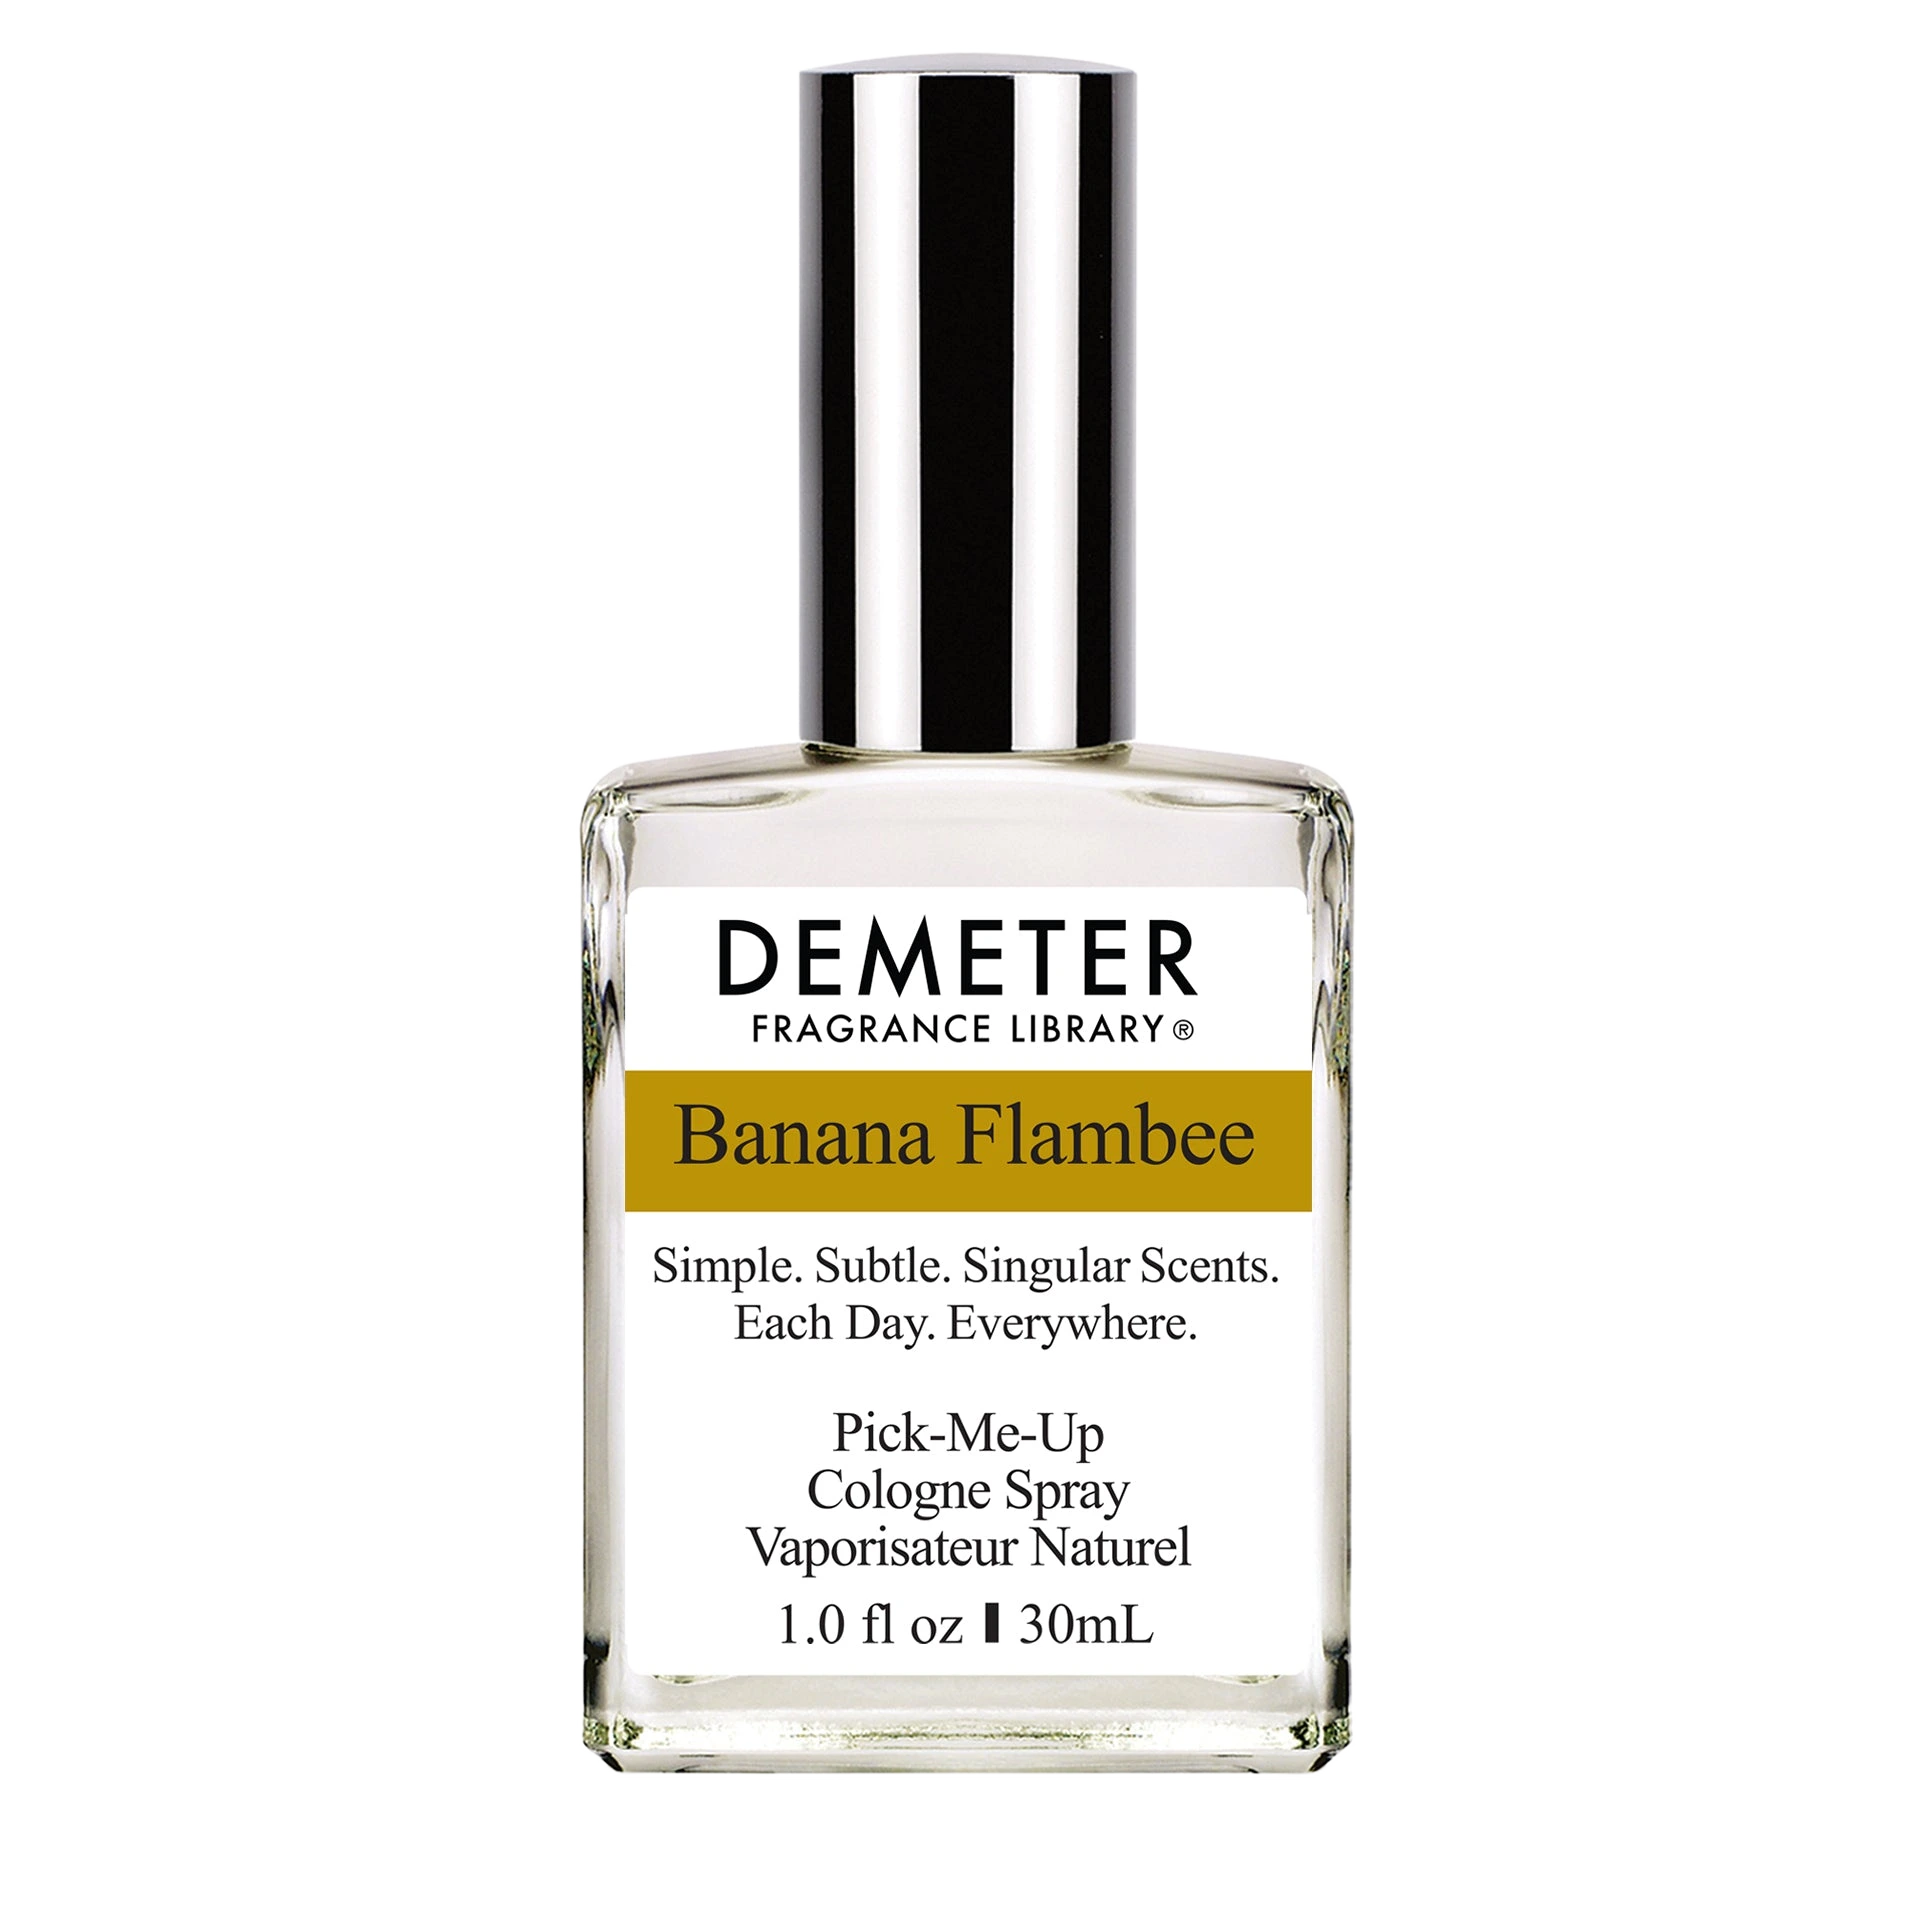 DEMETER
FRAGRANCE LIBRARY®
Banana Flambee
Simple. Subtle. Singular Scents.
Each Day. Everywhere.
Pick-Me-Up
Cologne Spray
Vaporisateur Naturel
1.0 fl oz ▮ 30mL